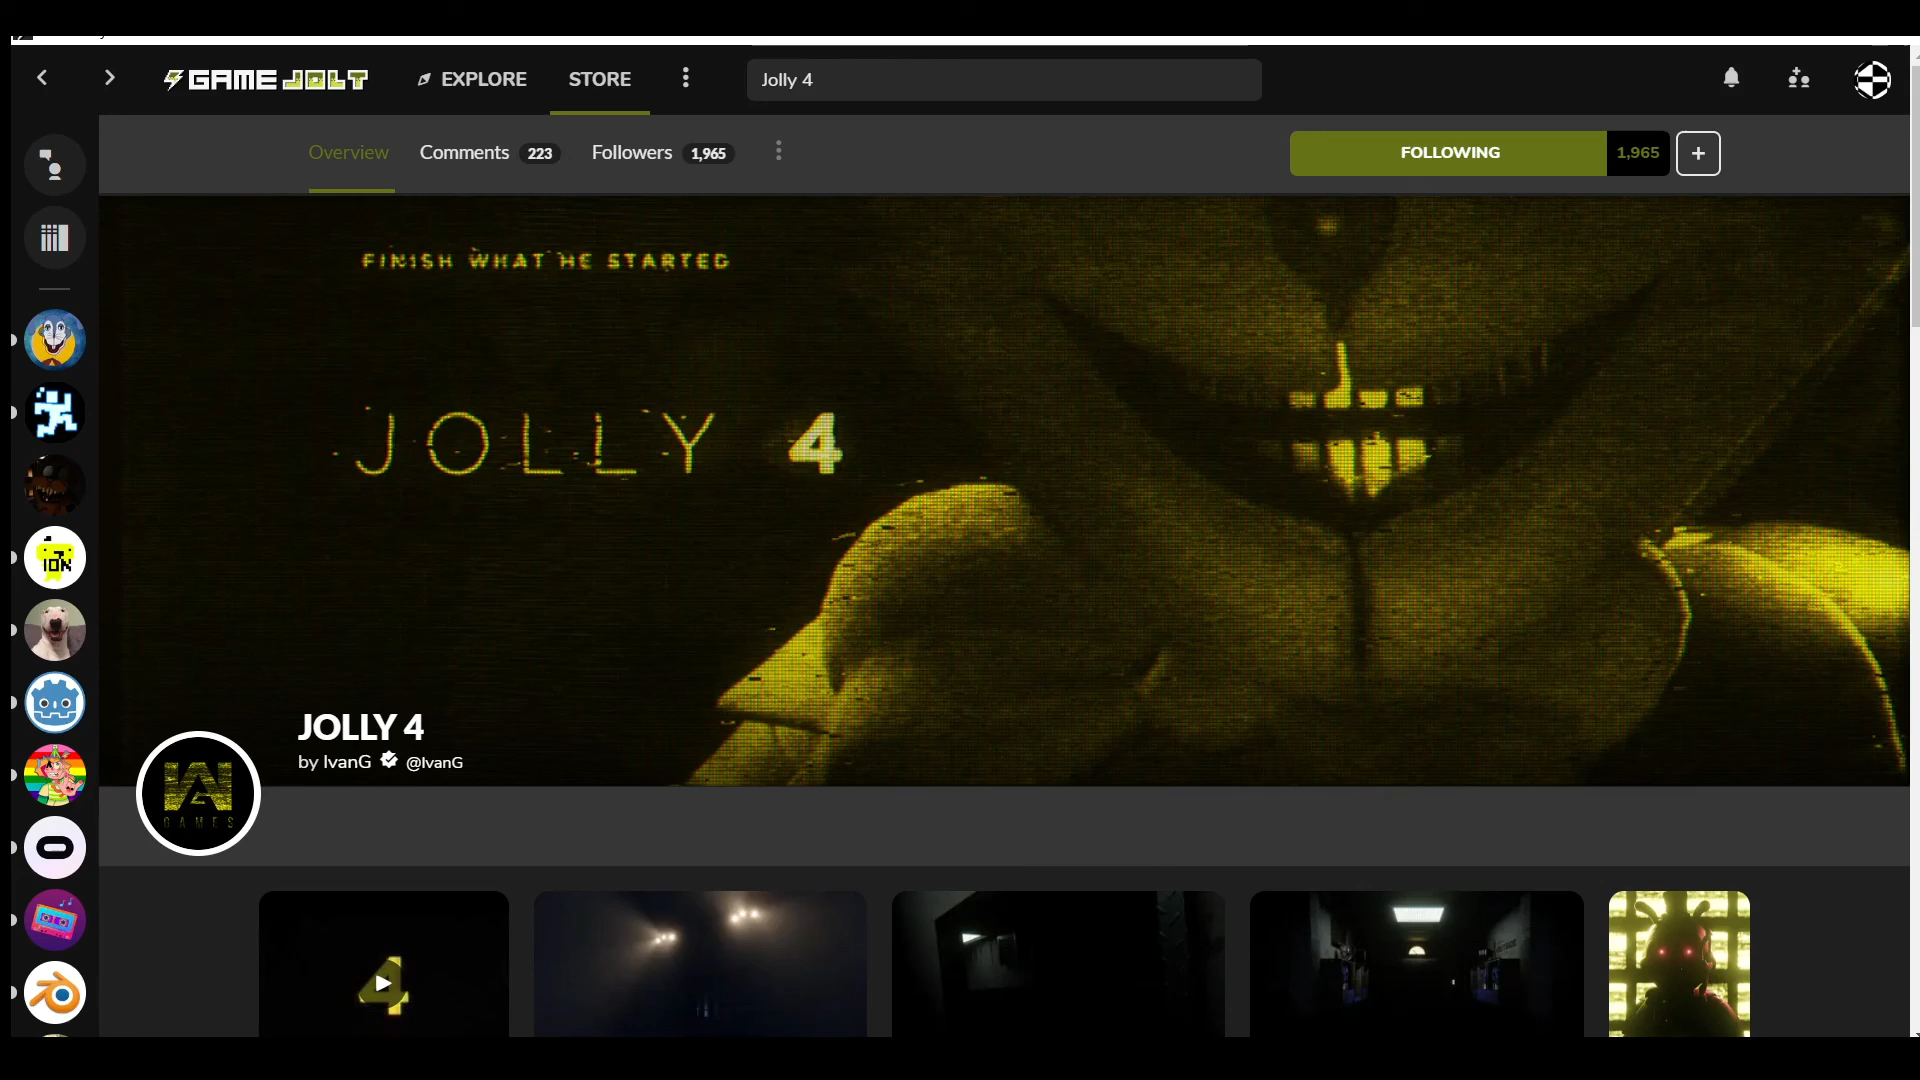 GAME JOLT
EXPLORE
STORE
Jolly 4
Overview
Comments 223
Followers 1,965
FOLLOWING 1,965
FINISH WHAT HE STARTED
JOLLY 4
JOLLY 4
by IvanG @IvanG
GAMES
4